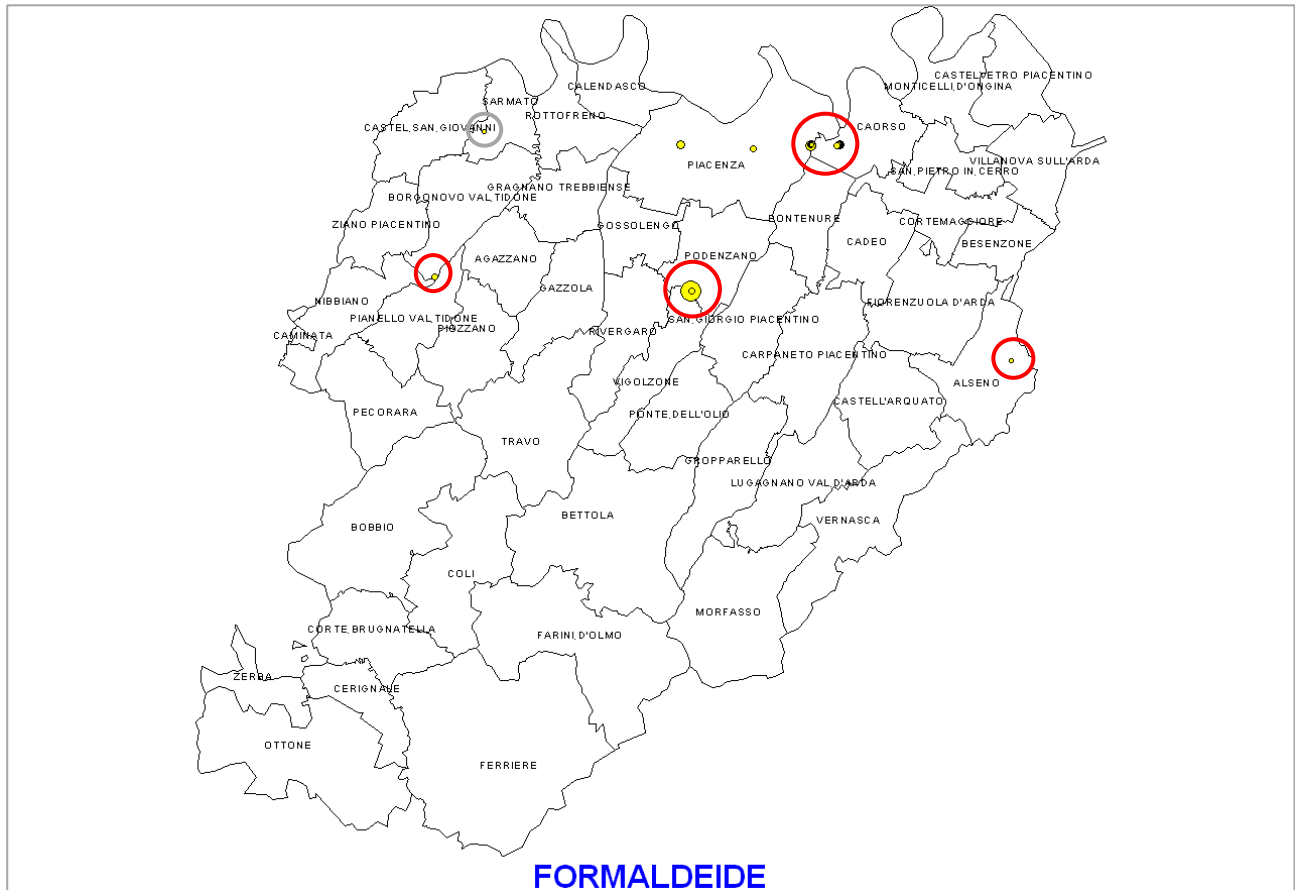 CASTELVETRO PIACENTINO
MONTICELLI,D'ONGINA
CALENDASCO
SARMATO
ROTTOFRENO
CASTEL,SAN,GIOVANNI
CAORSO
PIACENZA
VILLANOVA SULL'ARDA
SAN,PIETRO IN,CERRO
GRAGNANO TREBBIENSE
BORGONOVO VAL,TIDONE
ZIANO PIACENTINO
GOSSOLENGO
PONTENURE
CORTEMAGGIORE
CADEO
BESENZONE
AGAZZANO
PODENZANO
GAZZOLA
NIBBIANO
FIORENZUOLA D'ARDA
PIANELLO VAL,TIDONE
SAN,GIORGIO PIACENTINO
PIOZZANO
RIVERGARO
CAMINATA
CARPANETO PIACENTINO
VIGOLZONE
ALSENO
CASTELL'ARQUATO
PECORARA
PONTE,DELL'OLIO
TRAVO
GROPPARELLO
LUGAGNANO VAL,D'ARDA
BETTOLA
VERNASCA
BOBBIO
COLI
MORFASSO
CORTE,BRUGNATELLA
FARINI,D'OLMO
ZERBA
CERIGNALE
OTTONE
FERRIERE
FORMALDEIDE